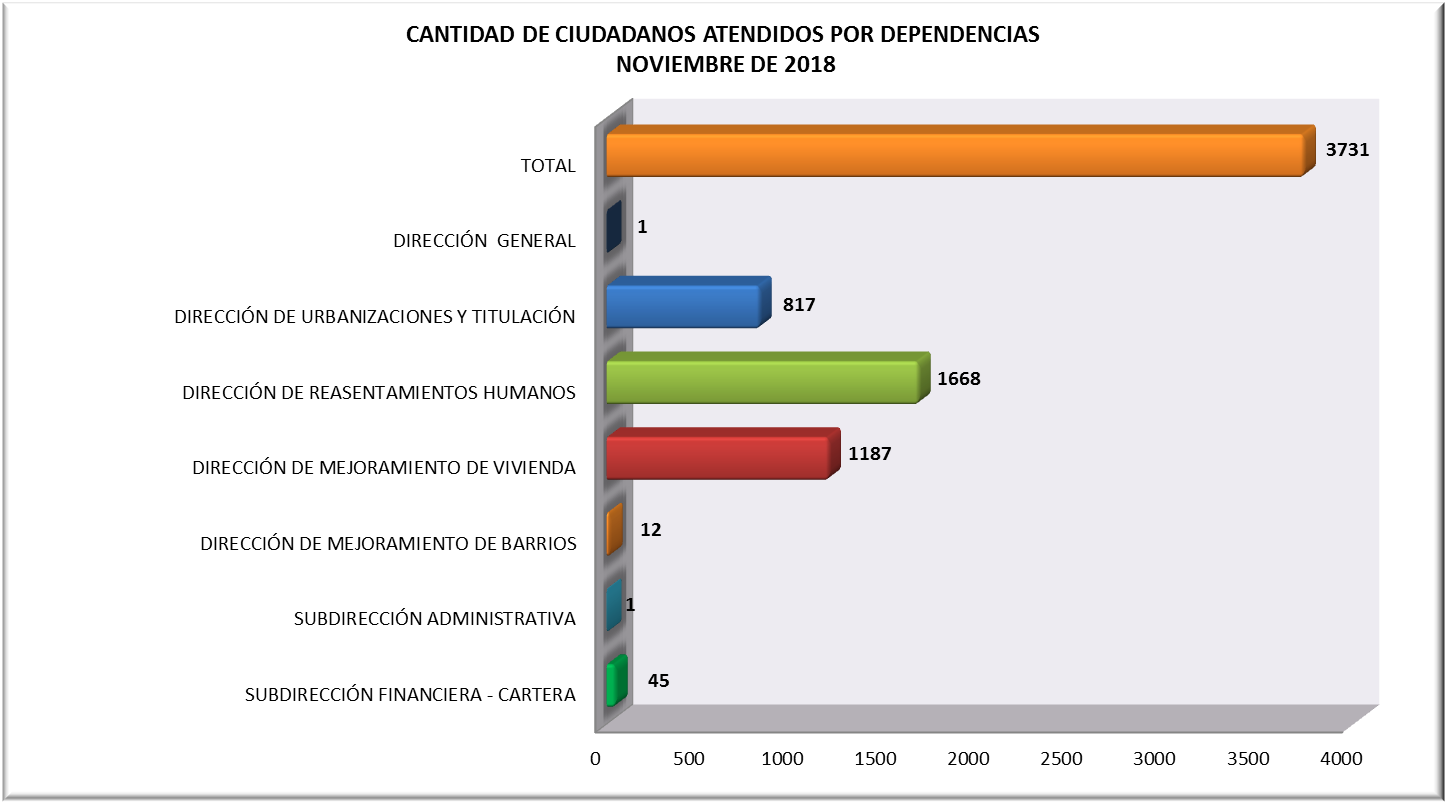 CANTIDAD DE CIUDADANOS ATENDIDOS POR DEPENDENCIAS
NOVIEMBRE DE 2018
TOTAL 3731
DIRECCIÓN  GENERAL 1
DIRECCIÓN DE URBANIZACIONES Y TITULACIÓN 817
DIRECCIÓN DE REASENTAMIENTOS HUMANOS 1668
DIRECCIÓN DE MEJORAMIENTO DE VIVIENDA 1187
DIRECCIÓN DE MEJORAMIENTO DE BARRIOS 12
SUBDIRECCIÓN ADMINISTRATIVA 1
SUBDIRECCIÓN FINANCIERA - CARTERA 45
0 500 1000 1500 2000 2500 3000 3500 4000